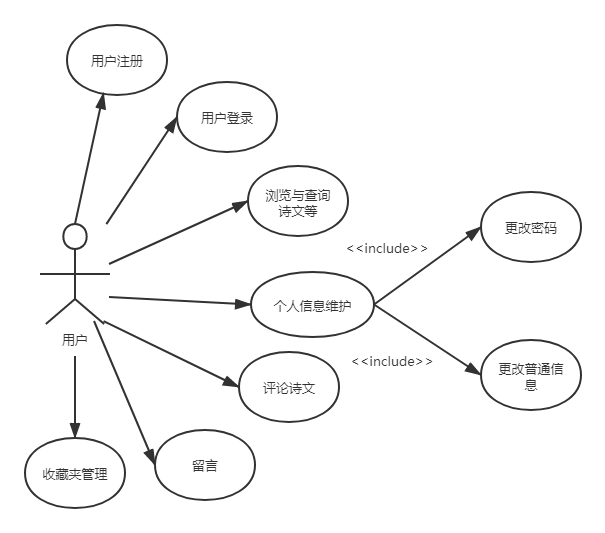 用户注册
用户登录
浏览与查询
诗文等
<<include>>
更改密码
个人信息维护
用户
<<include>>
更改普通信
息
评论诗文
留言
收藏夹管理